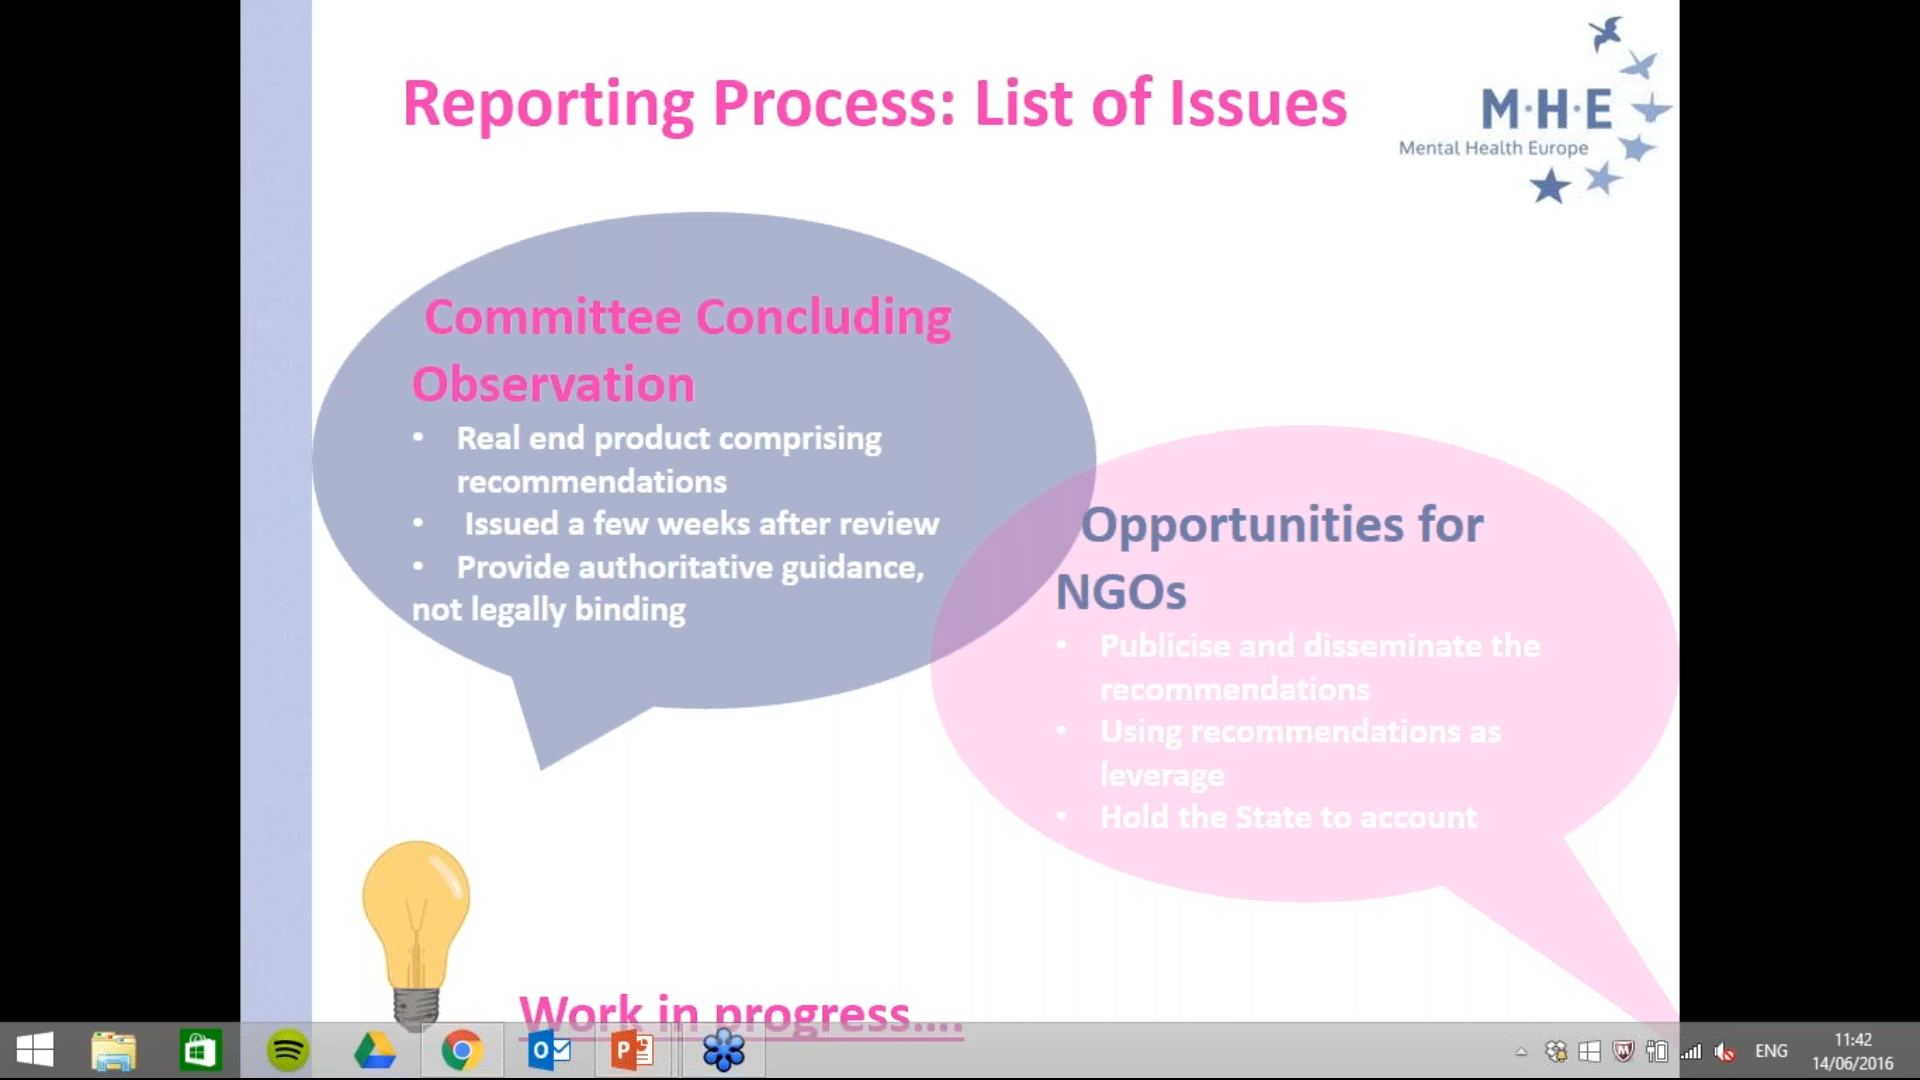 Reporting Process: List of Issues
M·H·E
Mental Health Europe
Committee Concluding
Observation
• Real end product comprising
recommendations
• Issued a few weeks after review
• Provide authoritative guidance,
not legally binding
Opportunities for
NGOs
• Publicise and disseminate the
recommendations
• Using recommendations as
leverage
• Hold the State to account
Work in progress....
ENG
11:42
14/06/2016